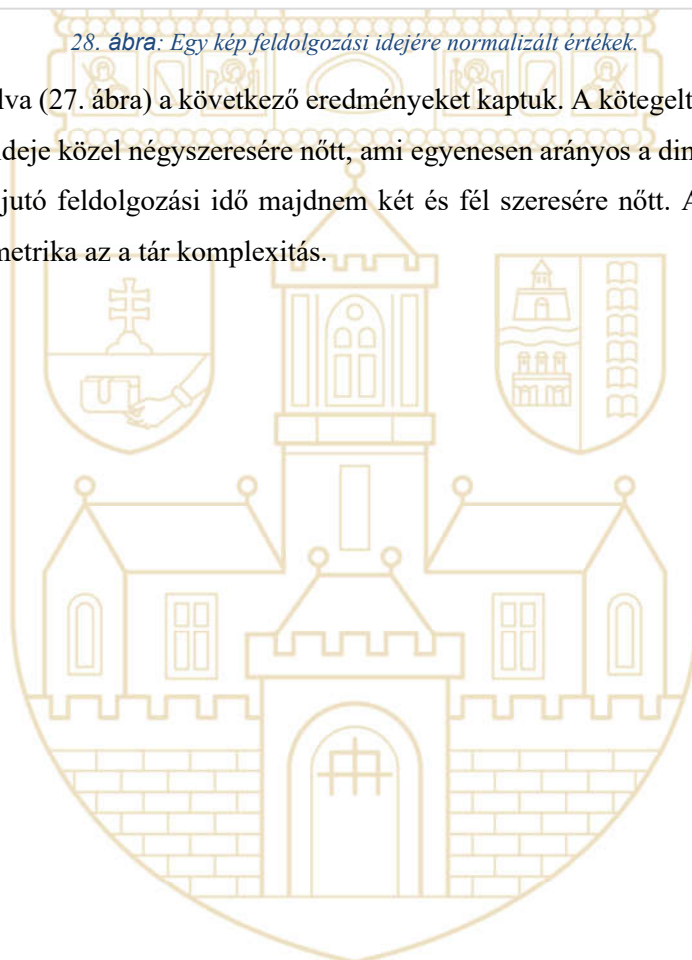 28. ábra: Egy kép feldolgozási idejére normalizált értékek.
lva (27. ábra) a következő eredményeket kaptuk. A kötegelt
deje közel négyszeresére nőtt, ami egyenesen arányos a din
jutó feldolgozási idő majdnem két és fél szeresére nőtt. A
metrika az a tár komplexitás.